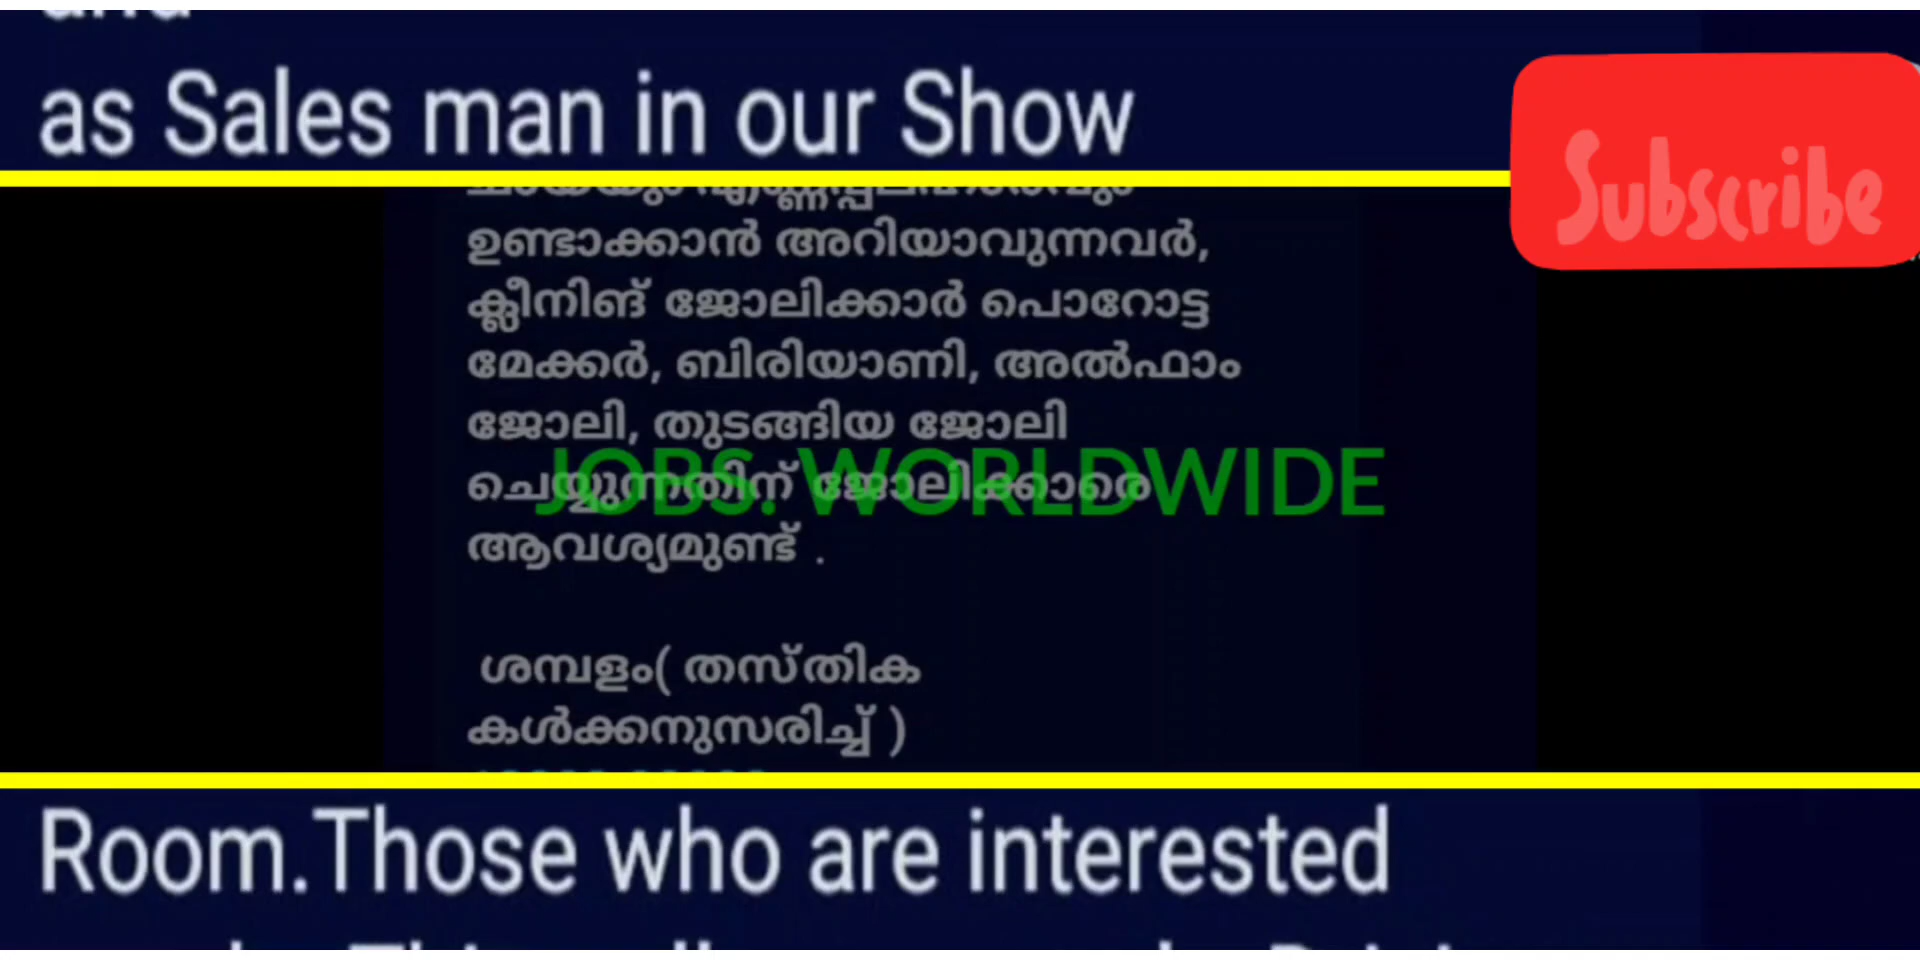 as Sales man in our Show
Subscribe
ഉണ്ടാക്കാൻ അറിയാവുന്നവർ,
ക്ലീനിങ് ജോലിക്കാർ പൊറോട്ട
മേക്കർ, ബിരിയാണി, അൽഫാം
ജോലി, തുടങ്ങിയ ജോലി
ചെയ്യുന്നതിന് ജോലിക്കാരെ
JOBS. WORLDWIDE
ആവശ്യമുണ്ട് .
ശമ്പളം( തസ്തിക
കൾക്കനുസരിച്ച് )
Room.Those who are interested